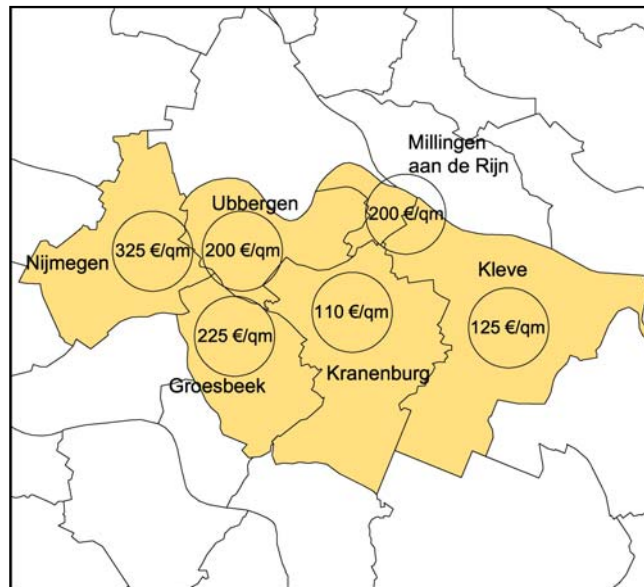 Millingen
aan de Rijn
Ubbergen
200 €/qm
Nijmegen
325 €/qm
200 €/qm
Kleve
110 €/qm
125 €/qm
225 €/qm
Groesbeek
Kranenburg